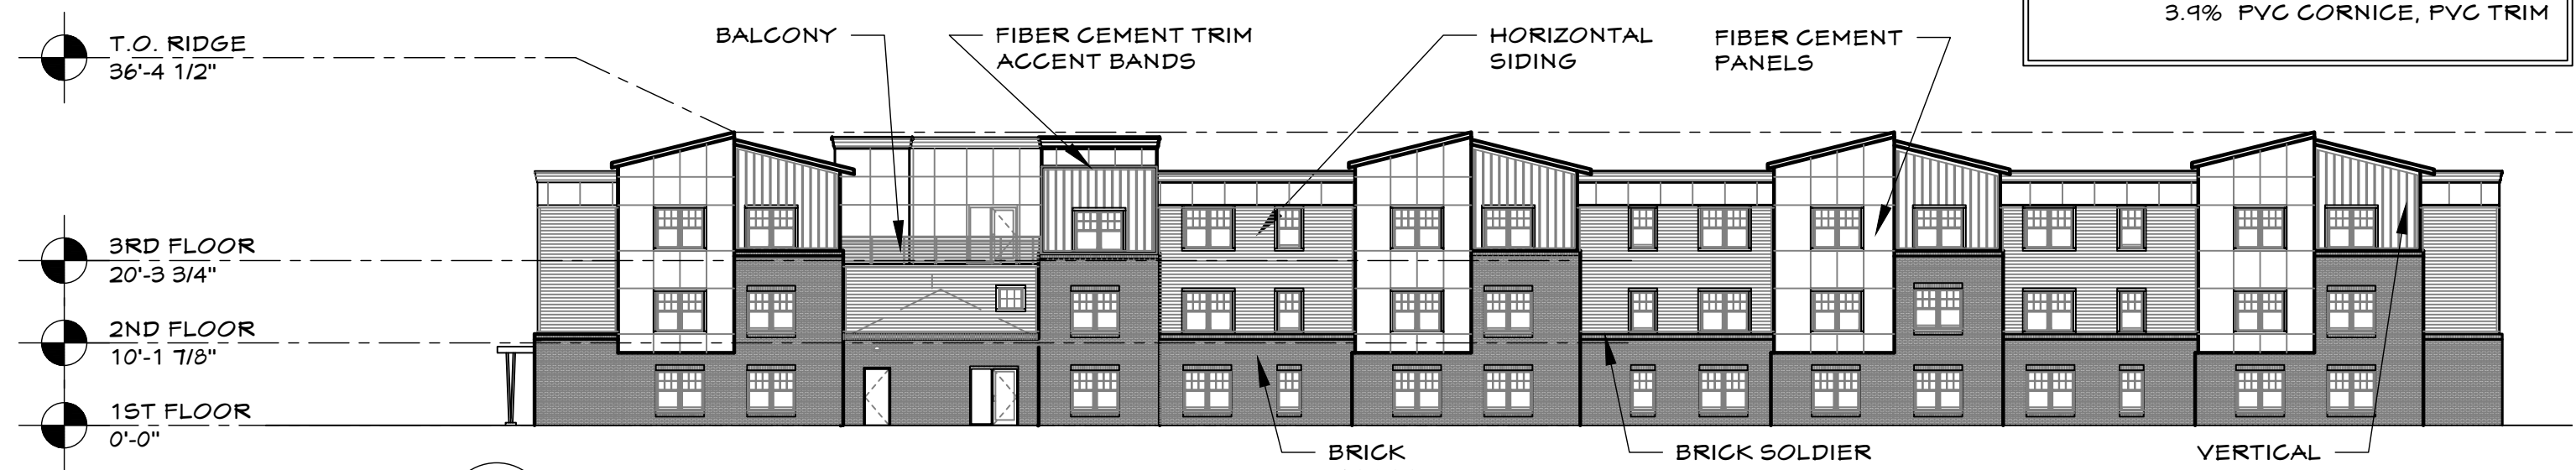 3.9% PVC CORNICE, PVC TRIM
T.O. RIDGE
36'-4 1/2"
BALCONY
FIBER CEMENT TRIM
ACCENT BANDS
HORIZONTAL
SIDING
FIBER CEMENT
PANELS
3RD FLOOR
20'-3 3/4"
2ND FLOOR
10'-1 7/8"
1ST FLOOR
0'-0"
BRICK
BRICK SOLDIER
VERTICAL